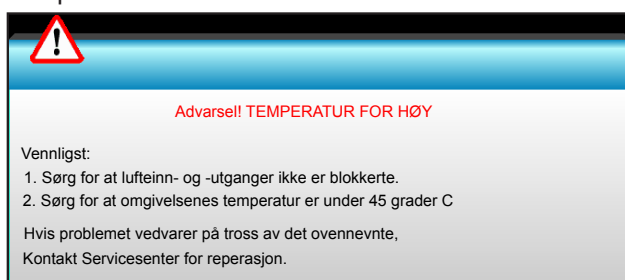 Advarsel! TEMPERATUR FOR HØY
Vennligst:
1. Sørg for at lufteinn- og -utganger ikke er blokkerte.
2. Sørg for at omgivelsenes temperatur er under 45 grader C
Hvis problemet vedvarer på tross av det ovennevnte,
Kontakt Servicesenter for reperasjon.